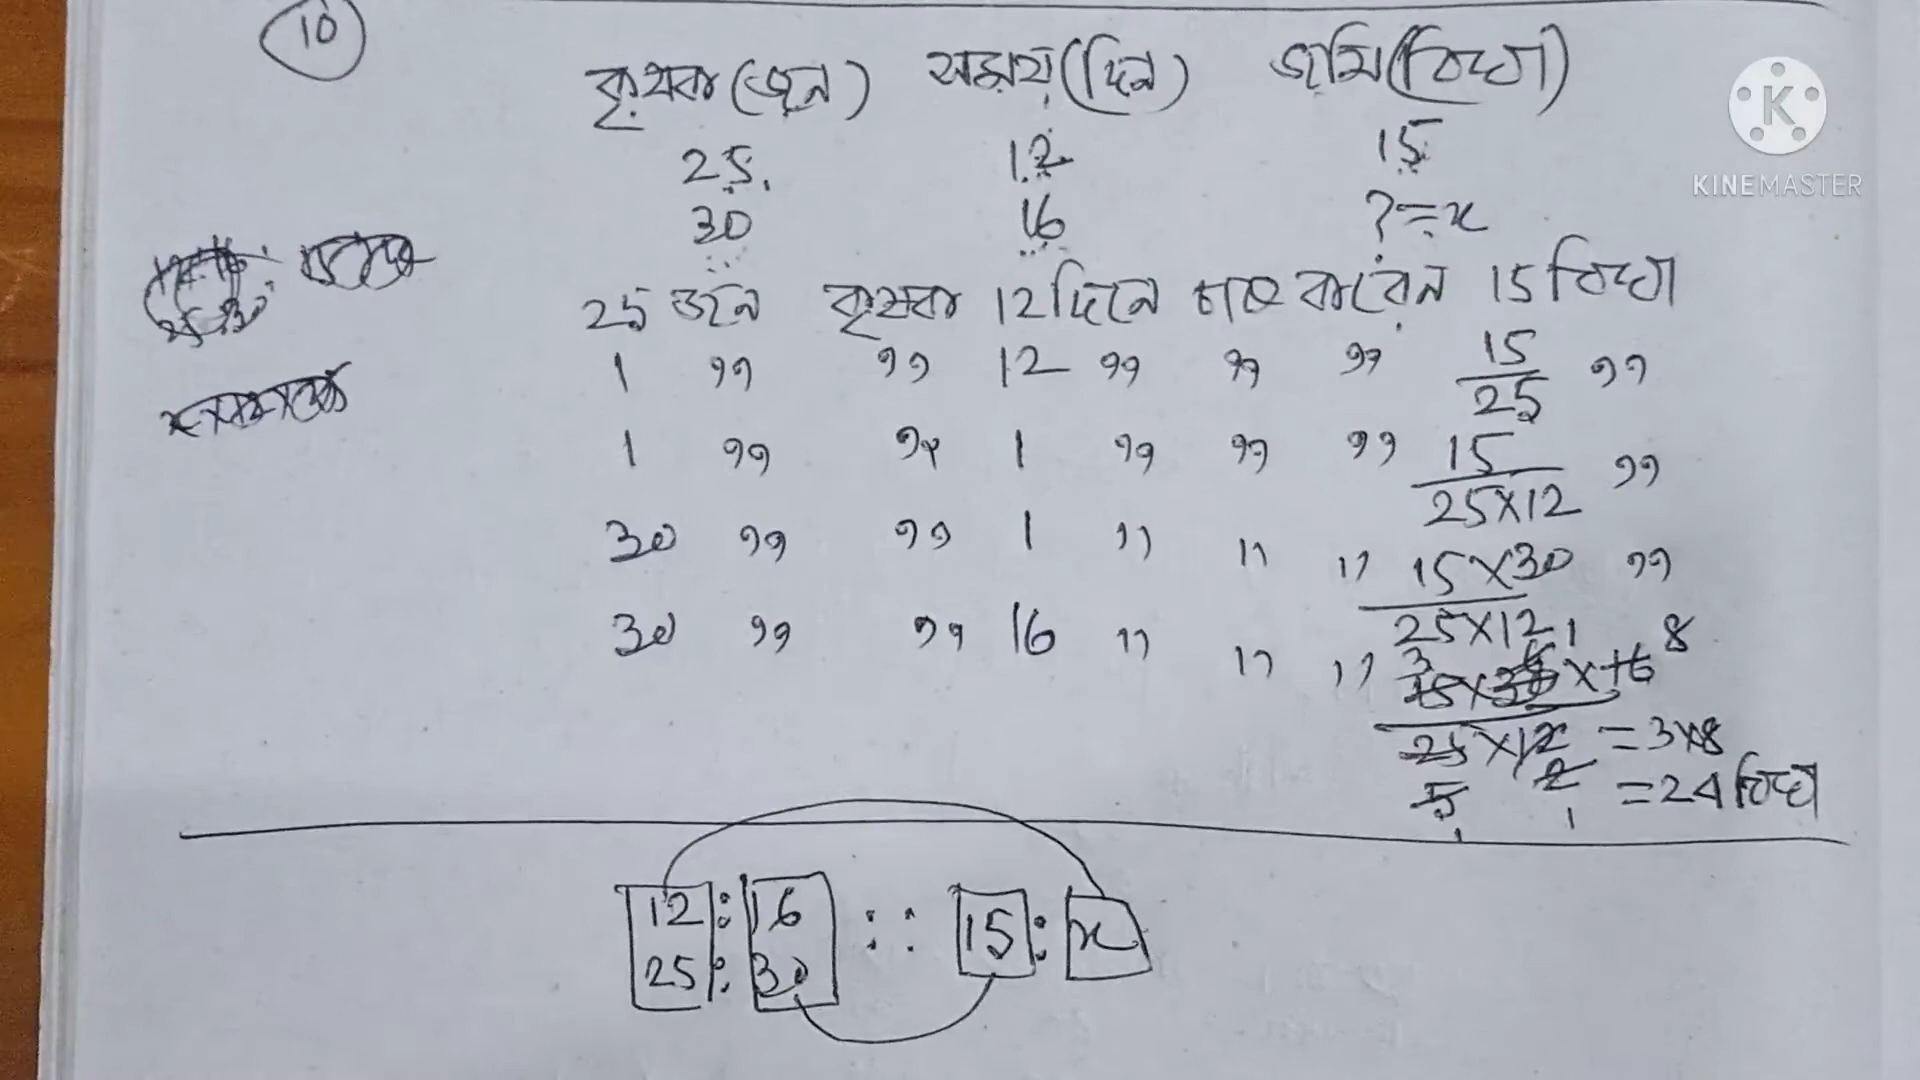 10
কৃষক (জন) সময় (দিন) জমি (বিঘা)
25 12 15
30 16 ? = x
25 জন কৃষক 12 দিনে চাষ করেন 15 বিঘা
1 ,, ,, 12 ,, ,, ,, 15/25 ,,
1 ,, ,, 1 ,, ,, ,, 15/25×12 ,,
30 ,, ,, 1 ,, ,, ,, 15×30/25×12 ,,
30 ,, ,, 16 ,, ,, ,, 15×30×16/25×12 = 3×8
= 24 বিঘা
12 : 16 :: 15 : x
25 : 30
K
KINEMASTER